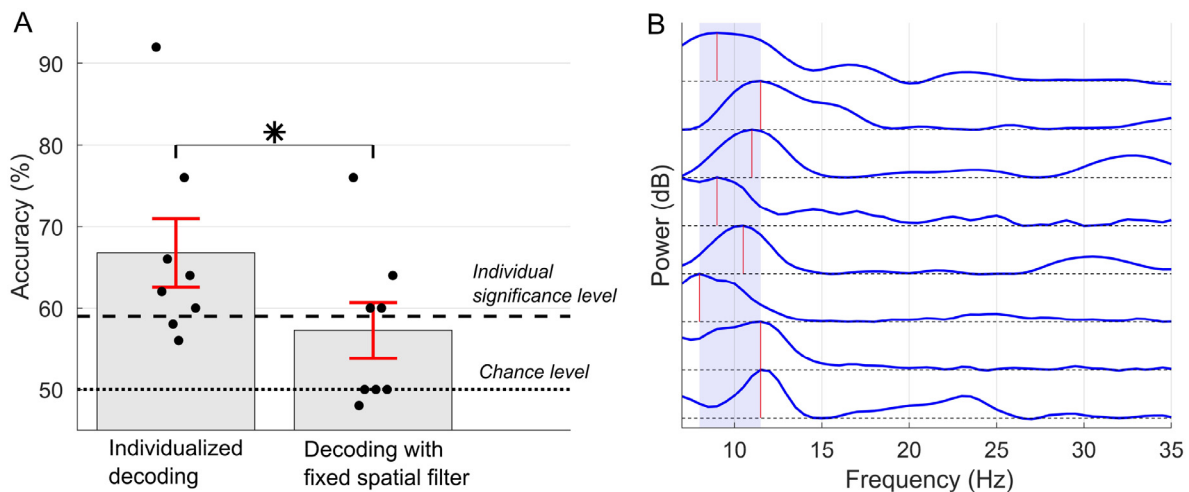 A
Accuracy (%)
90
80
70
60
50
Individual
significance level
Chance level
Individualized
decoding
Decoding with
fixed spatial filter
B
Power (dB)
10
15
20
25
30
35
Frequency (Hz)